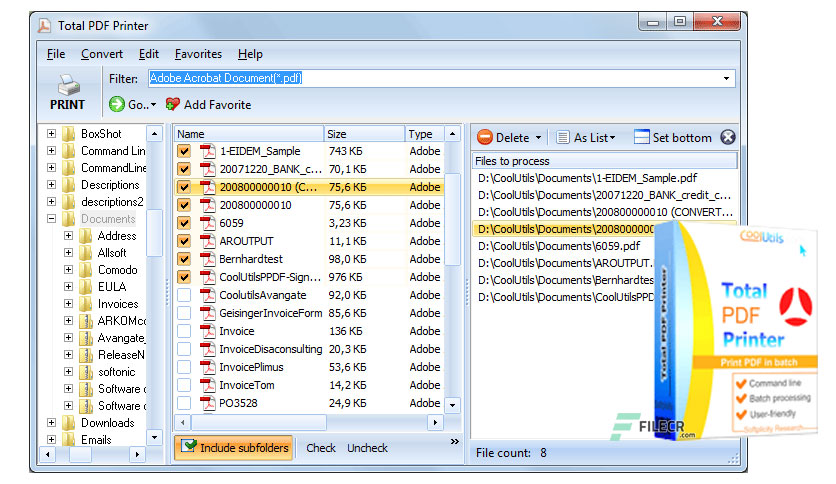 Total PDF Printer
File Convert Edit Favorites Help
PRINT
Filter: Adobe Acrobat Document(*.pdf)
Go.. Add Favorite
BoxShot
Command Lin
CommandLine
Descriptions
descriptions2
Documents
Address
Allsoft
Comodo
EULA
Invoices
ARKOMco
Avangate_
ReleaseN
softonic
Software c
Software c
Downloads
Emails
Name Size Type
1-EIDEM_Sample 743 КБ Adobe
20071220_BANK_c... 70,1 КБ Adobe
200800000010 (C... 75,6 КБ Adobe
200800000010 75,6 КБ Adobe
6059 3,23 КБ Adobe
AROUTPUT 11,1 КБ Adobe
Bernhardtest 98,0 КБ Adobe
CoolUtilsPPDF-Sign... 976 КБ Adobe
CoolutilsAvangate 92,0 КБ Adobe
GeisingerInvoiceForm 85,6 КБ Adobe
Invoice 136 КБ Adobe
InvoiceDisaconsulting 20,3 КБ Adobe
InvoicePlimus 53,6 КБ Adobe
InvoiceTom 14,2 КБ Adobe
PO3528 24,9 КБ Adobe
Include subfolders Check Uncheck »
Delete As List Set bottom
Files to process
D:\CoolUtils\Documents\1-EIDEM_Sample.pdf
D:\CoolUtils\Documents\20071220_BANK_credit_c...
D:\CoolUtils\Documents\200800000010 (CONVERT...
D:\CoolUtils\Documents\2008000000
D:\CoolUtils\Documents\6059.pdf
D:\CoolUtils\Documents\AROUTPUT.
D:\CoolUtils\Documents\Bernhardtes
D:\CoolUtils\Documents\CoolUtilsPPD
File count: 8
CoolUtils
Total
PDF
Printer
Print PDF in batch
Command line
Batch processing
User-friendly
Softplicity Research
Total PDF Printer
FILECR
.com